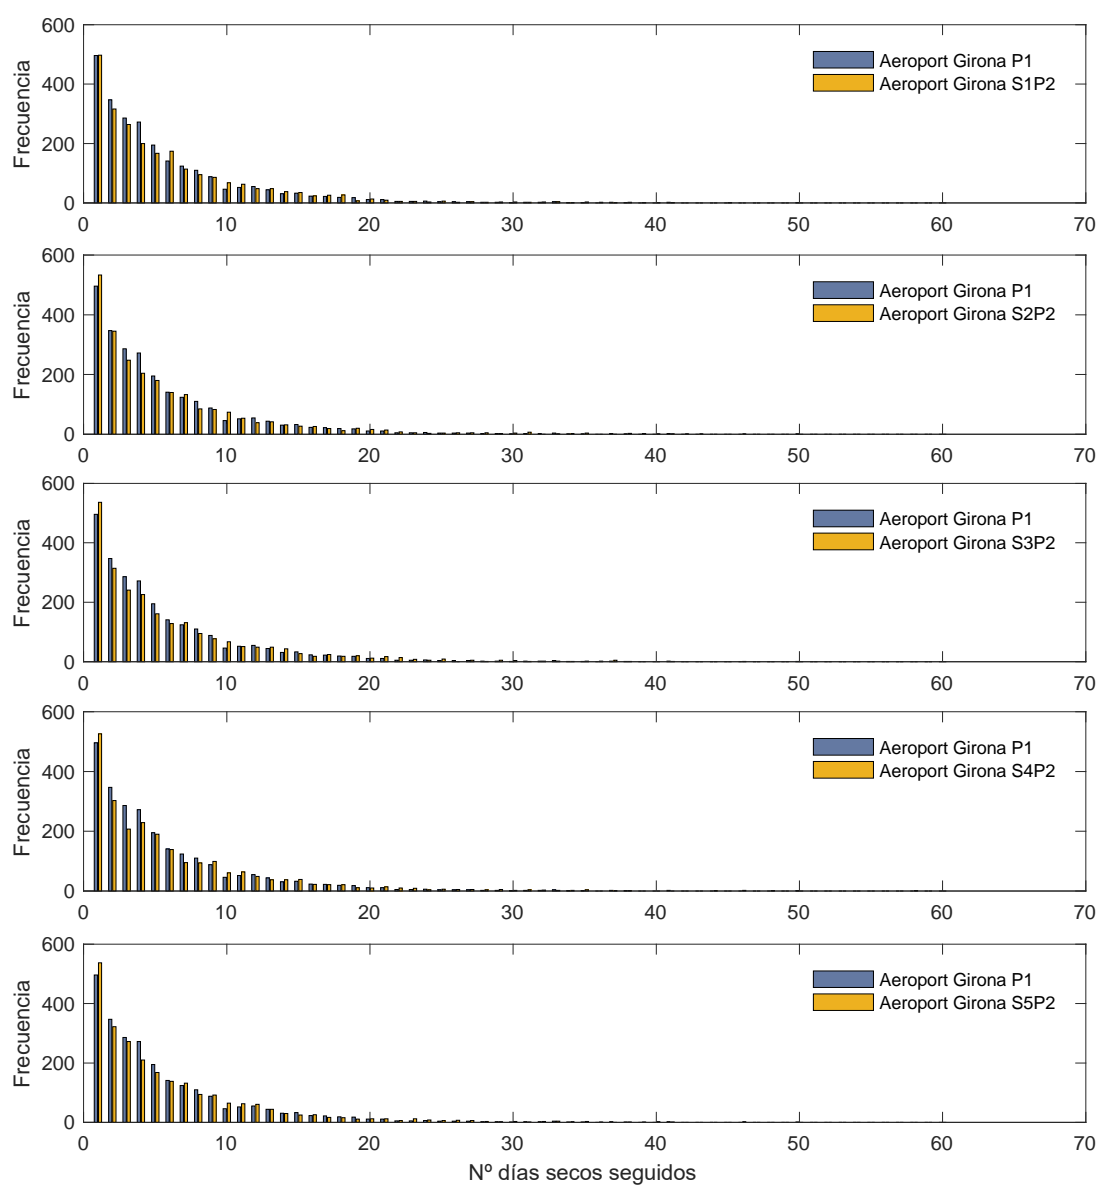 600
400
200
0
Frecuencia
Aeroport Girona P1
Aeroport Girona S1P2
0 10 20 30 40 50 60 70
600
400
200
0
Frecuencia
Aeroport Girona P1
Aeroport Girona S2P2
0 10 20 30 40 50 60 70
600
400
200
0
Frecuencia
Aeroport Girona P1
Aeroport Girona S3P2
0 10 20 30 40 50 60 70
600
400
200
0
Frecuencia
Aeroport Girona P1
Aeroport Girona S4P2
0 10 20 30 40 50 60 70
600
400
200
0
Frecuencia
Aeroport Girona P1
Aeroport Girona S5P2
0 10 20 30 40 50 60 70
Nº días secos seguidos